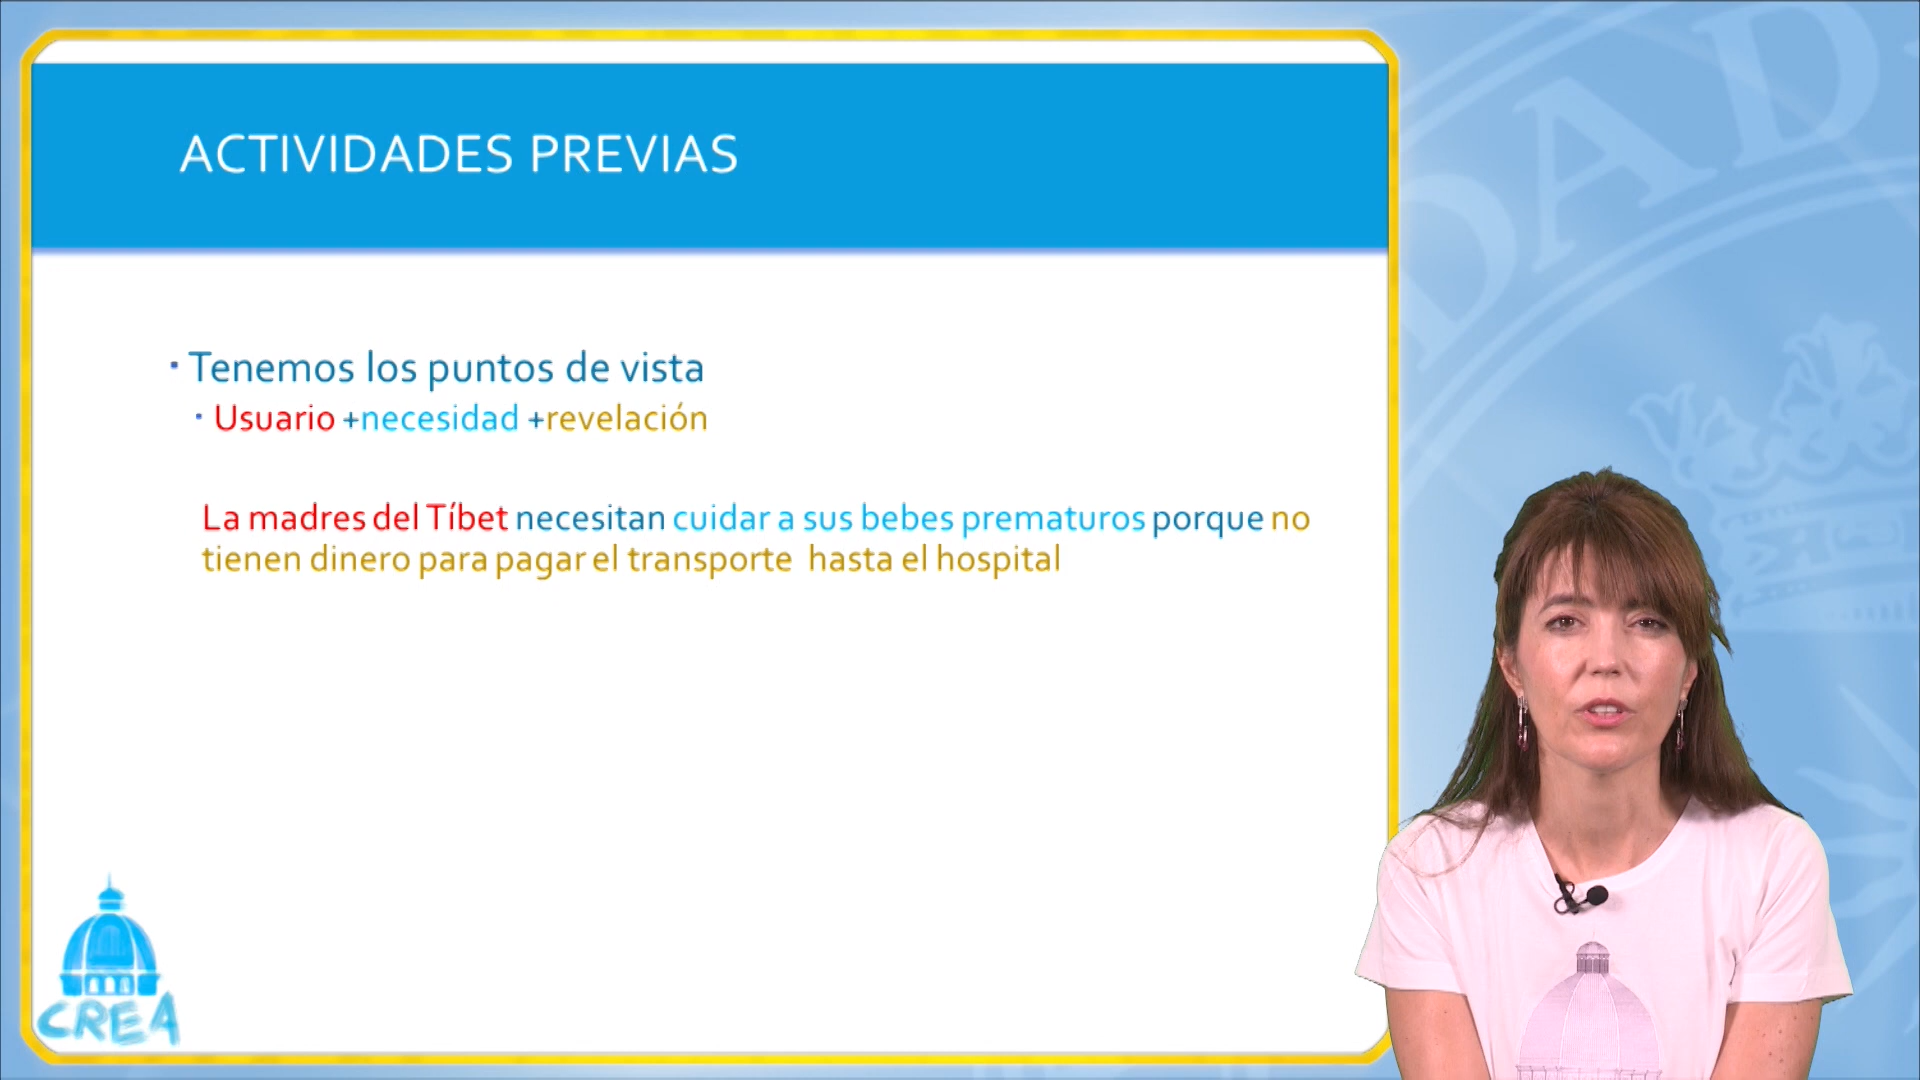 ACTIVIDADES PREVIAS
Tenemos los puntos de vista
Usuario +necesidad +revelación
La madres del Tíbet necesitan cuidar a sus bebes prematuros porque no
tienen dinero para pagar el transporte hasta el hospital
CREA
DAD